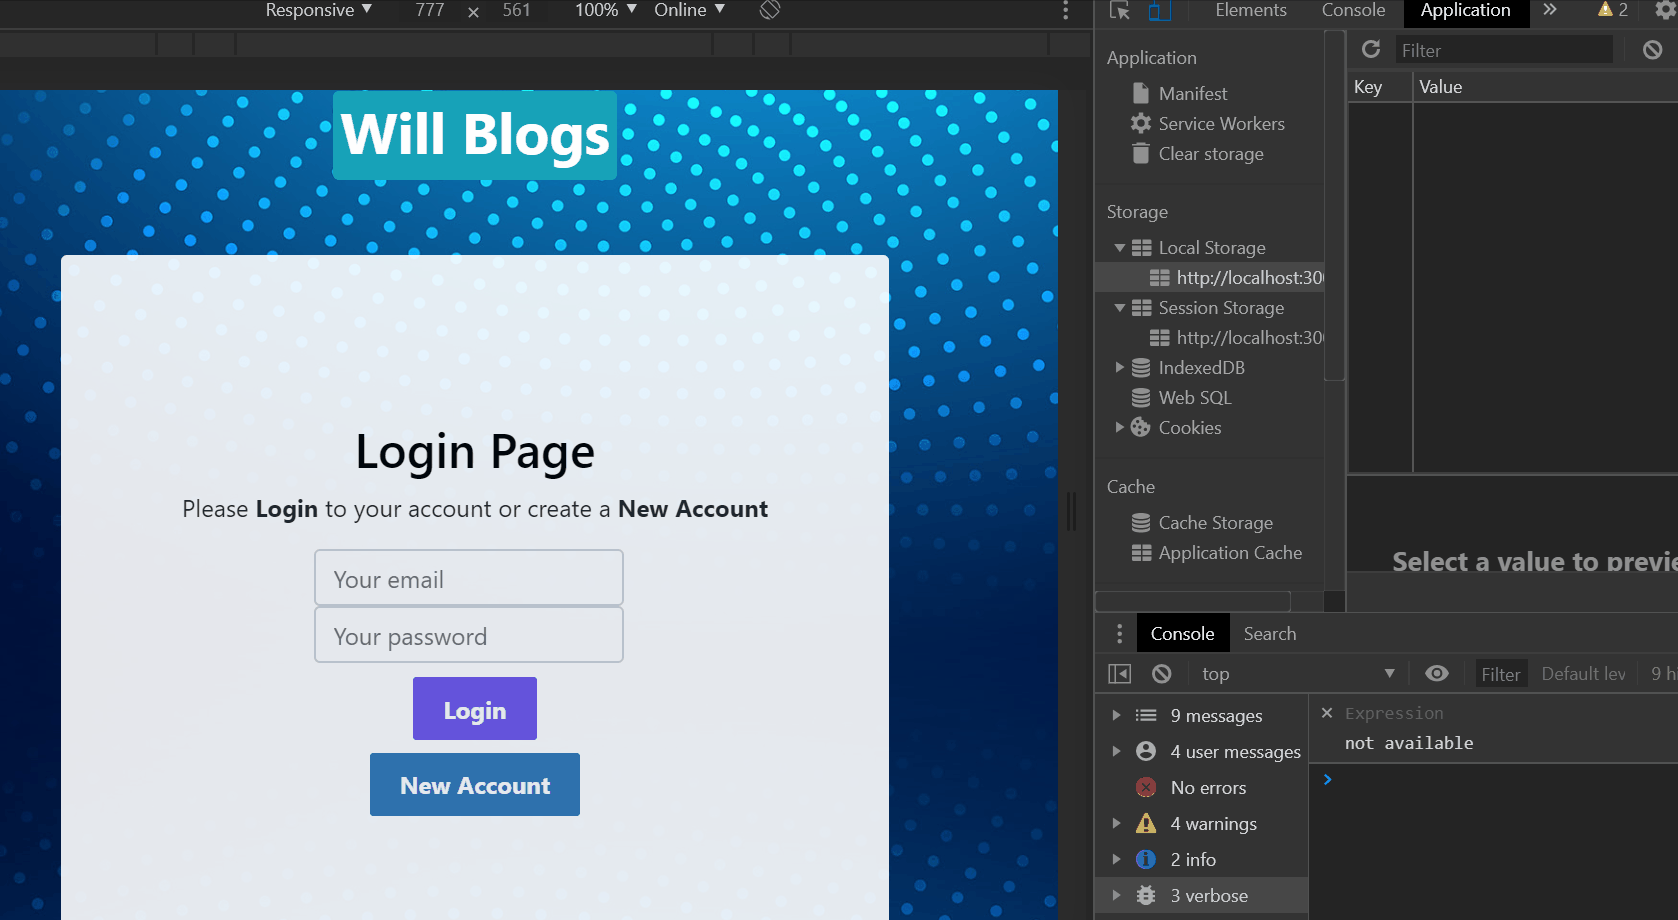 Responsive 777 561 100% Online
Will Blogs
Login Page
Please Login to your account or create a New Account
Your email
Your password
Login
New Account
Elements Console Application 2
Application
Manifest
Service Workers
Clear storage
Storage
Local Storage
http://localhost:30
Session Storage
http://localhost:30
IndexedDB
Web SQL
Cookies
Cache
Cache Storage
Application Cache
Filter
Key Value
Select a value to previe
Console Search
top Filter Default lev 9 hi
9 messages
4 user messages
No errors
4 warnings
2 info
3 verbose
Expression
not available